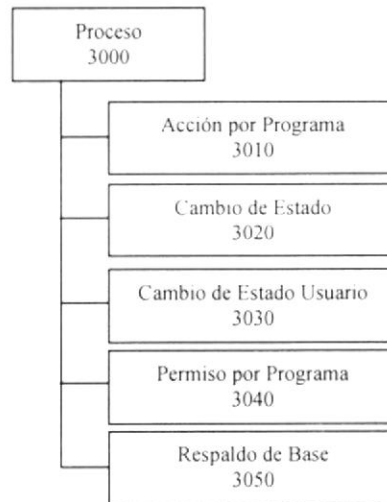 Proceso
3000
Acción por Programa
3010
Cambio de Estado
3020
Cambio de Estado Usuario
3030
Permiso por Programa
3040
Respaldo de Base
3050